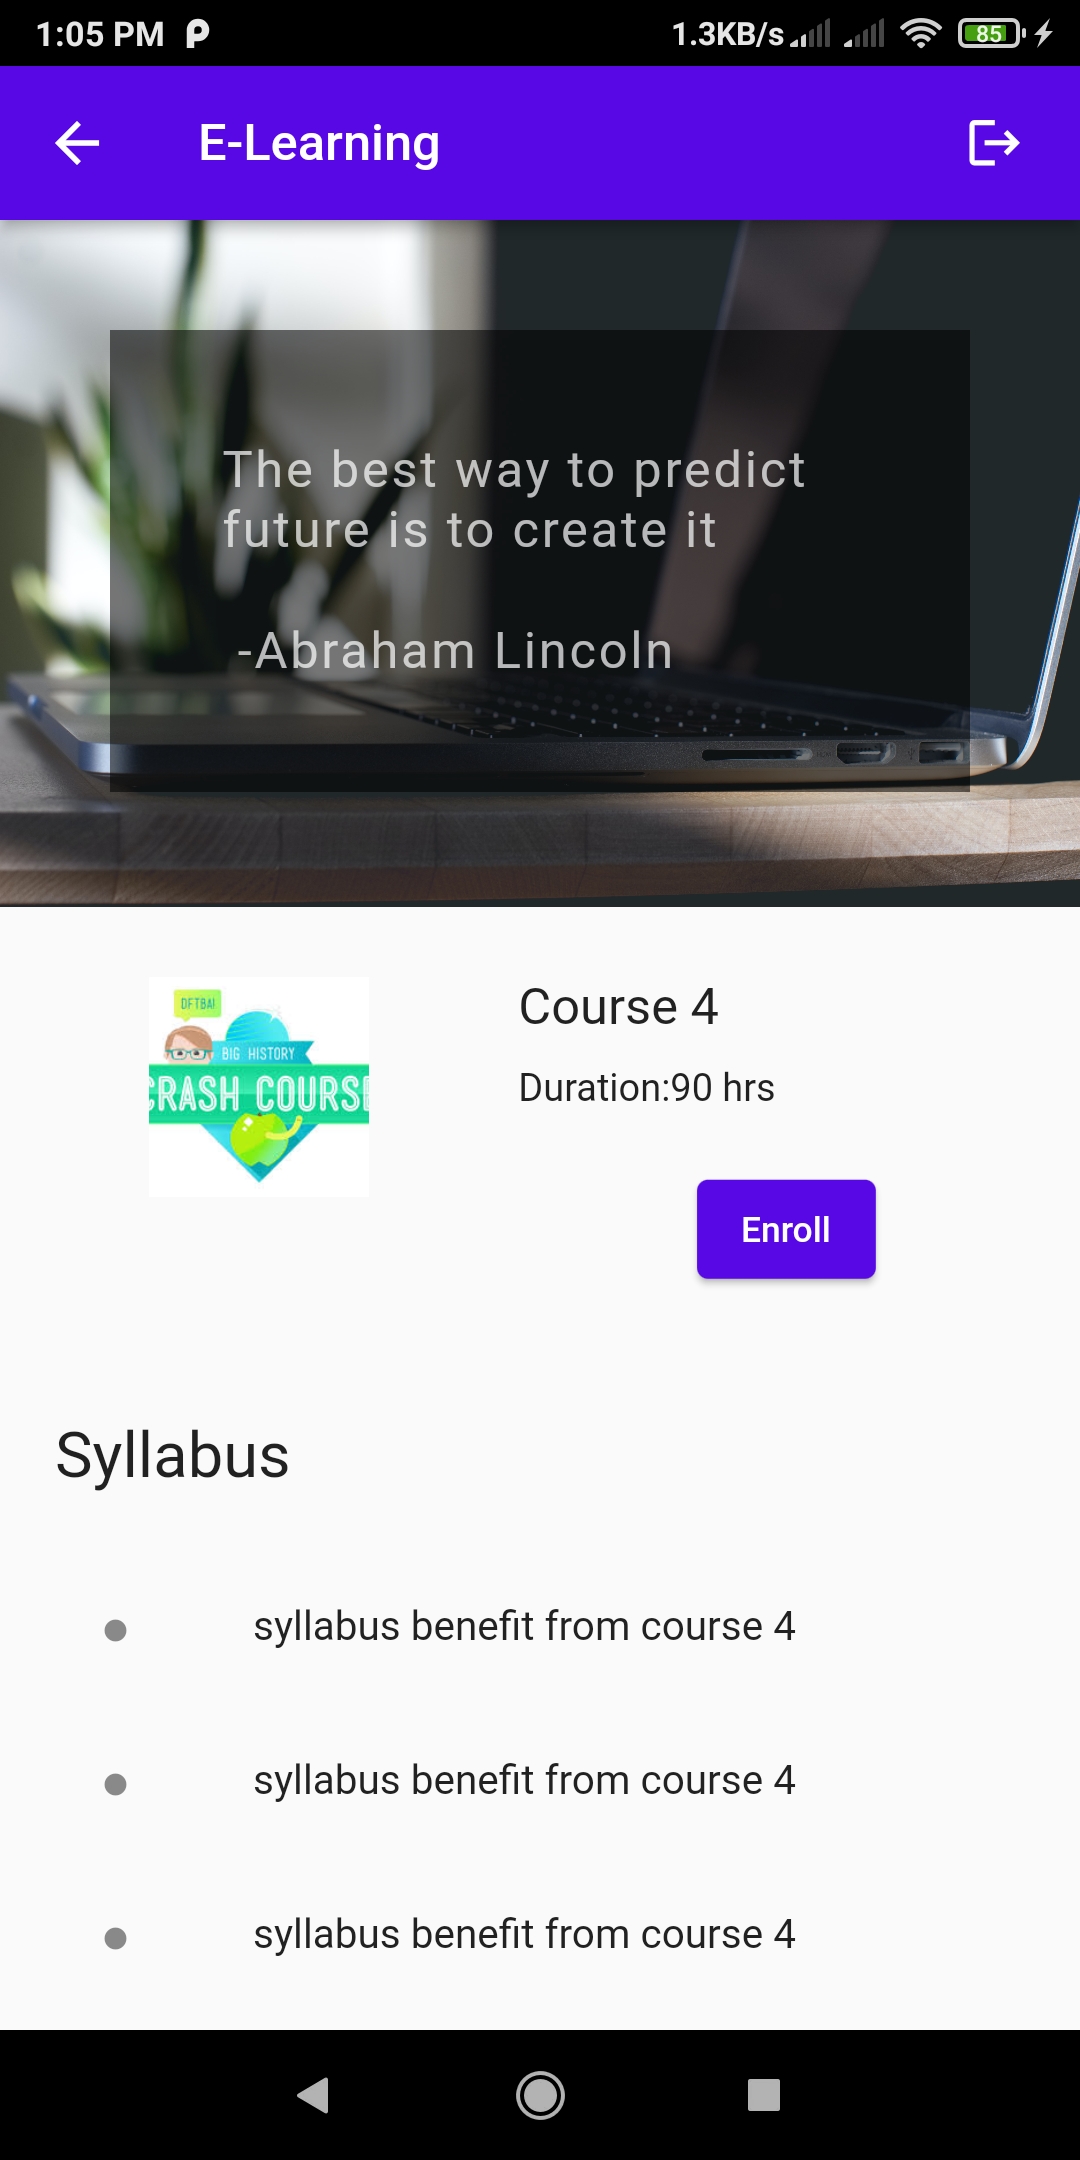 1:05 PM
1.3KB/s
85
E-Learning
The best way to predict
future is to create it
-Abraham Lincoln
DFTBA!
BIG HISTORY
CRASH COURSE
Course 4
Duration:90 hrs
Enroll
Syllabus
syllabus benefit from course 4
syllabus benefit from course 4
syllabus benefit from course 4